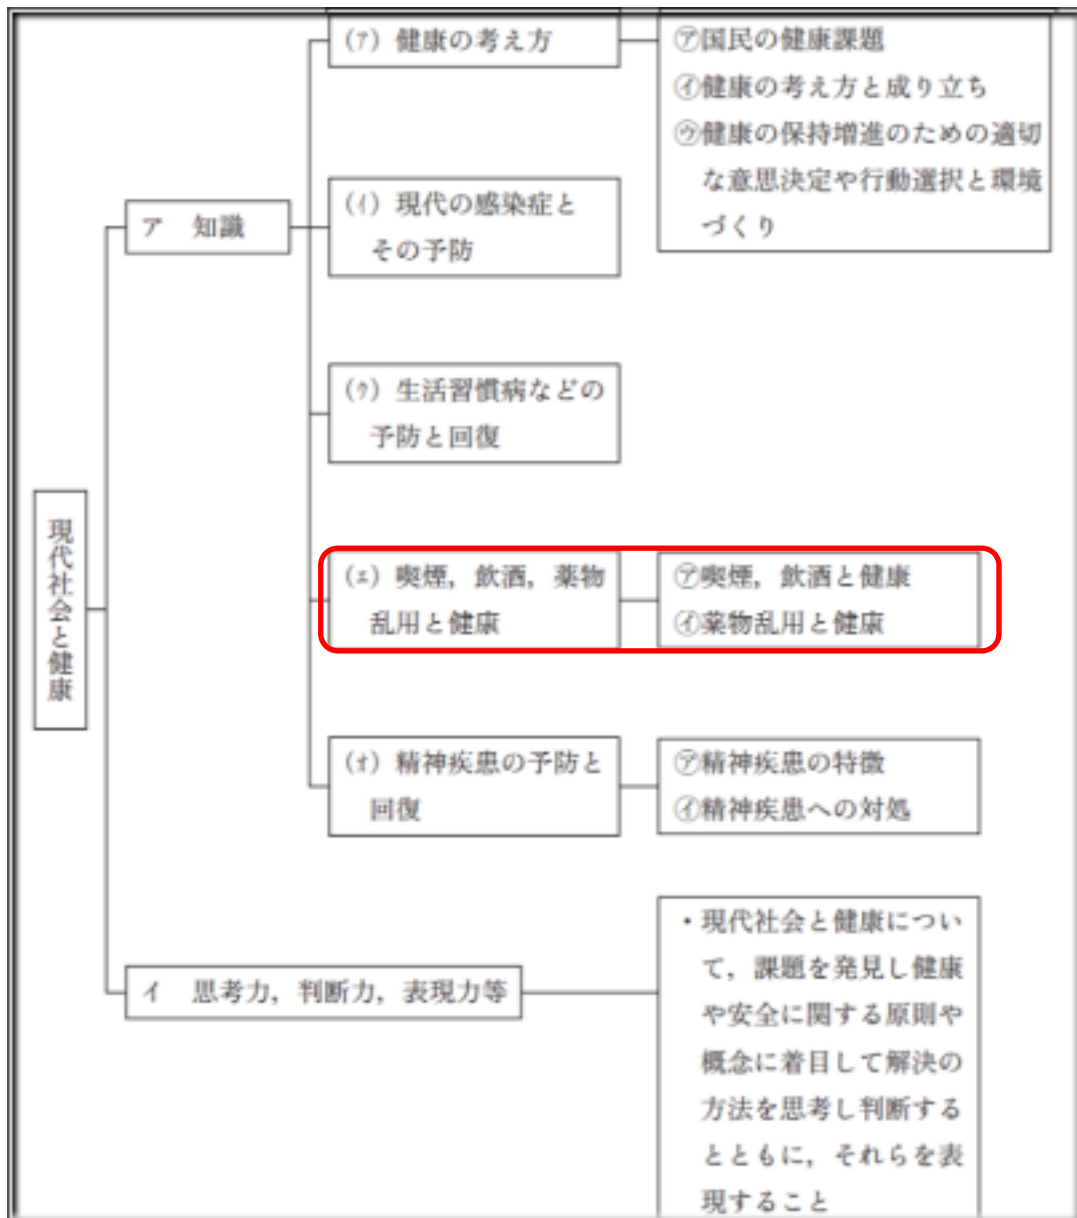 現代社会と健康
ア　知識
(ｱ) 健康の考え方
㋐国民の健康課題
㋑健康の考え方と成り立ち
㋒健康の保持増進のための適切
な意思決定や行動選択と環境
づくり
(ｲ) 現代の感染症と
その予防
(ｳ) 生活習慣病などの
予防と回復
(ｴ) 喫煙，飲酒，薬物
乱用と健康
㋐喫煙，飲酒と健康
㋑薬物乱用と健康
(ｵ) 精神疾患の予防と
回復
㋐精神疾患の特徴
㋑精神疾患への対処
イ　思考力，判断力，表現力等
・現代社会と健康につい
て，課題を発見し健康
や安全に関する原則や
概念に着目して解決の
方法を思考し判断する
とともに，それらを表
現すること